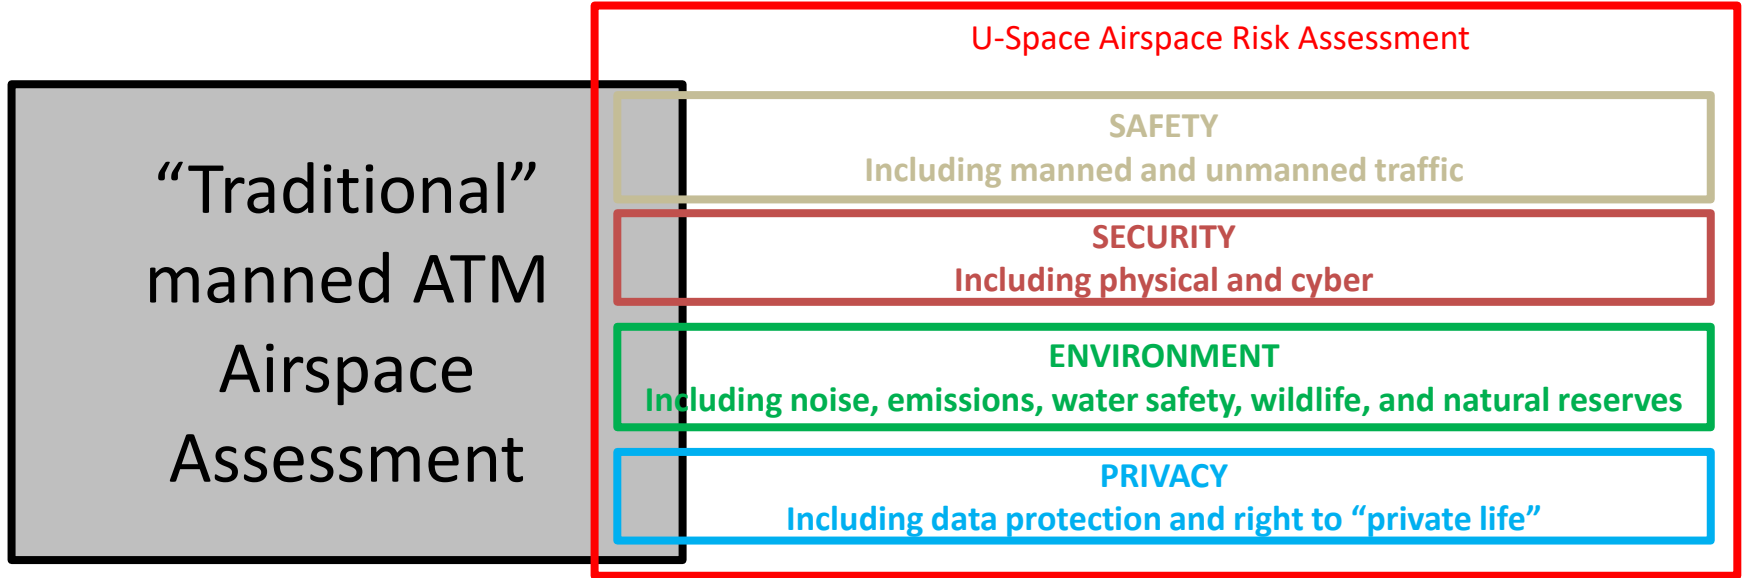 “Traditional”
manned ATM
Airspace
Assessment
U-Space Airspace Risk Assessment
SAFETY
Including manned and unmanned traffic
SECURITY
Including physical and cyber
ENVIRONMENT
Including noise, emissions, water safety, wildlife, and natural reserves
PRIVACY
Including data protection and right to “private life”